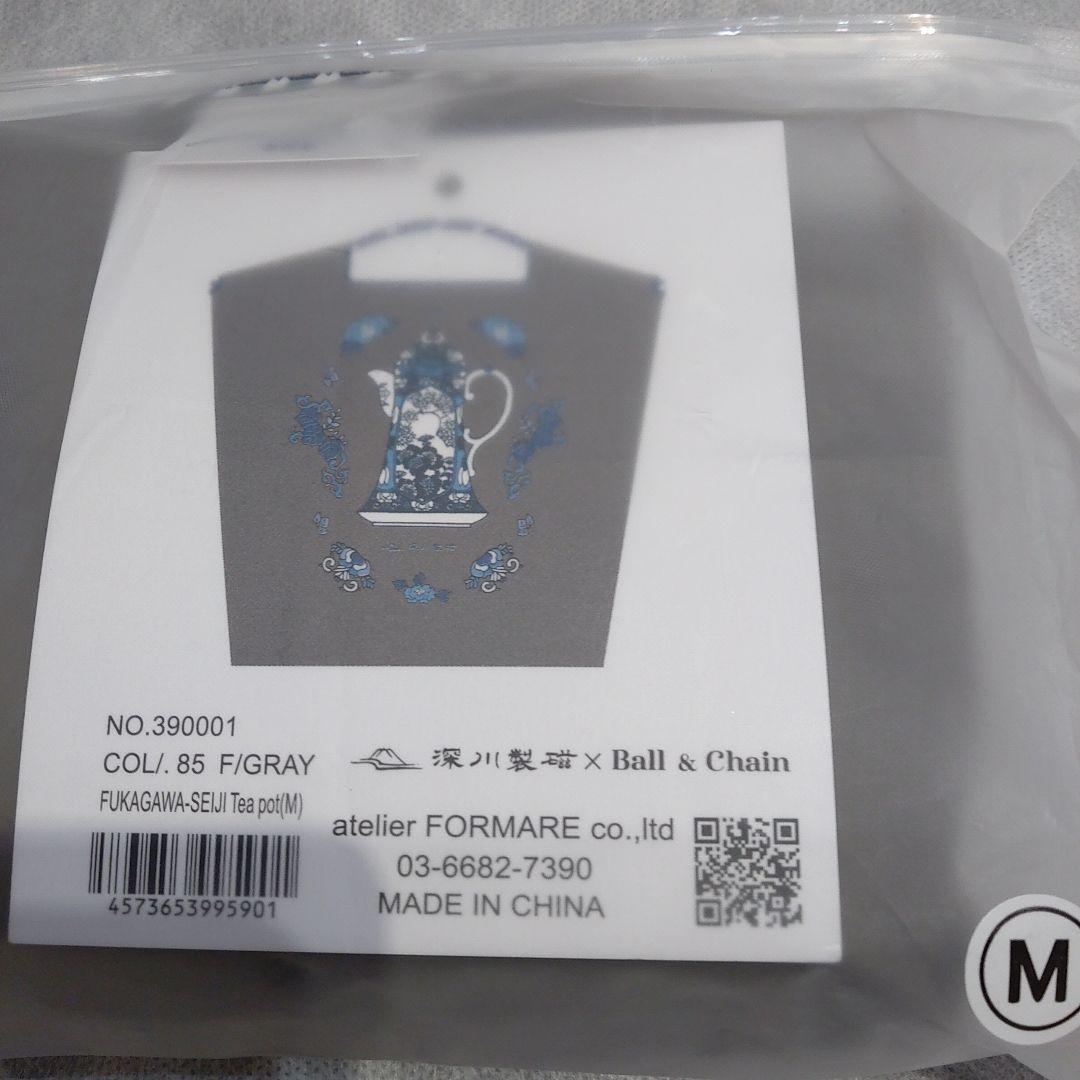 NO.390001
COL/. 85 F/GRAY
FUKAGAWA-SEIJI Tea pot(M)
4573653995901
深川製磁×Ball & Chain
atelier FORMARE co.,ltd
03-6682-7390
MADE IN CHINA
M